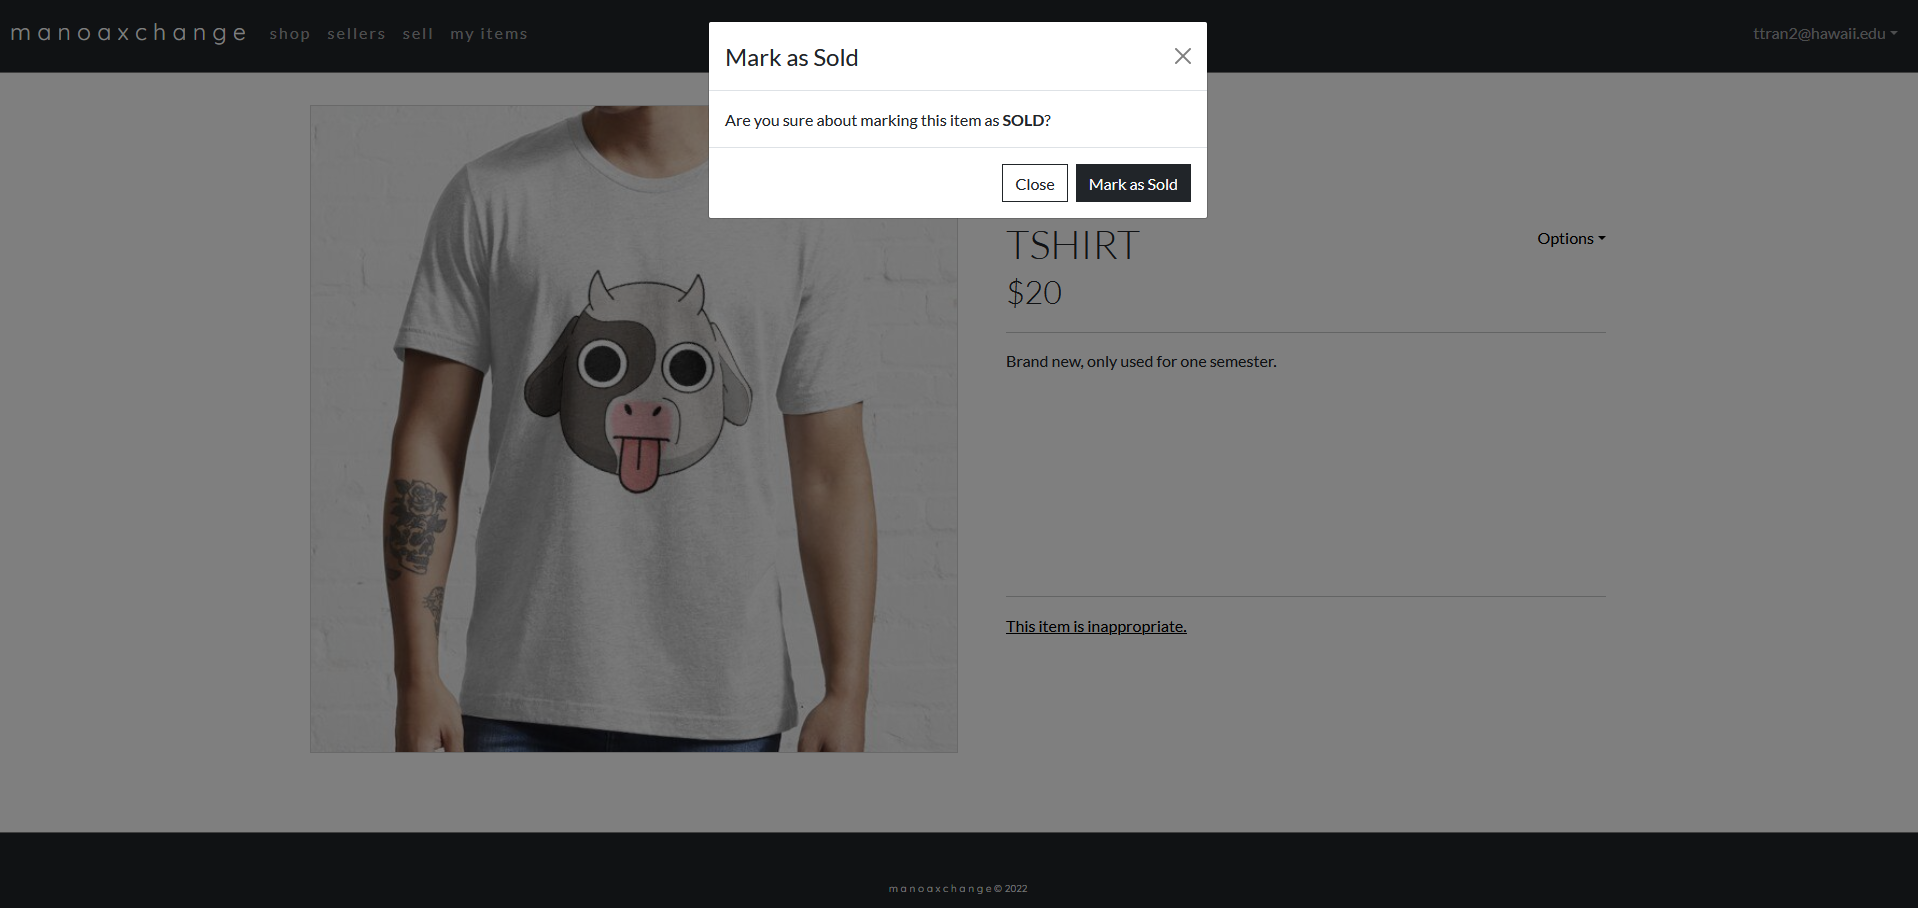 manoaxchange shop sellers sell my items ttran2@hawaii.edu
Mark as Sold
Are you sure about marking this item as SOLD?
Close Mark as Sold
TSHIRT Options
$20
Brand new, only used for one semester.
This item is inappropriate.
manoaxchange© 2022